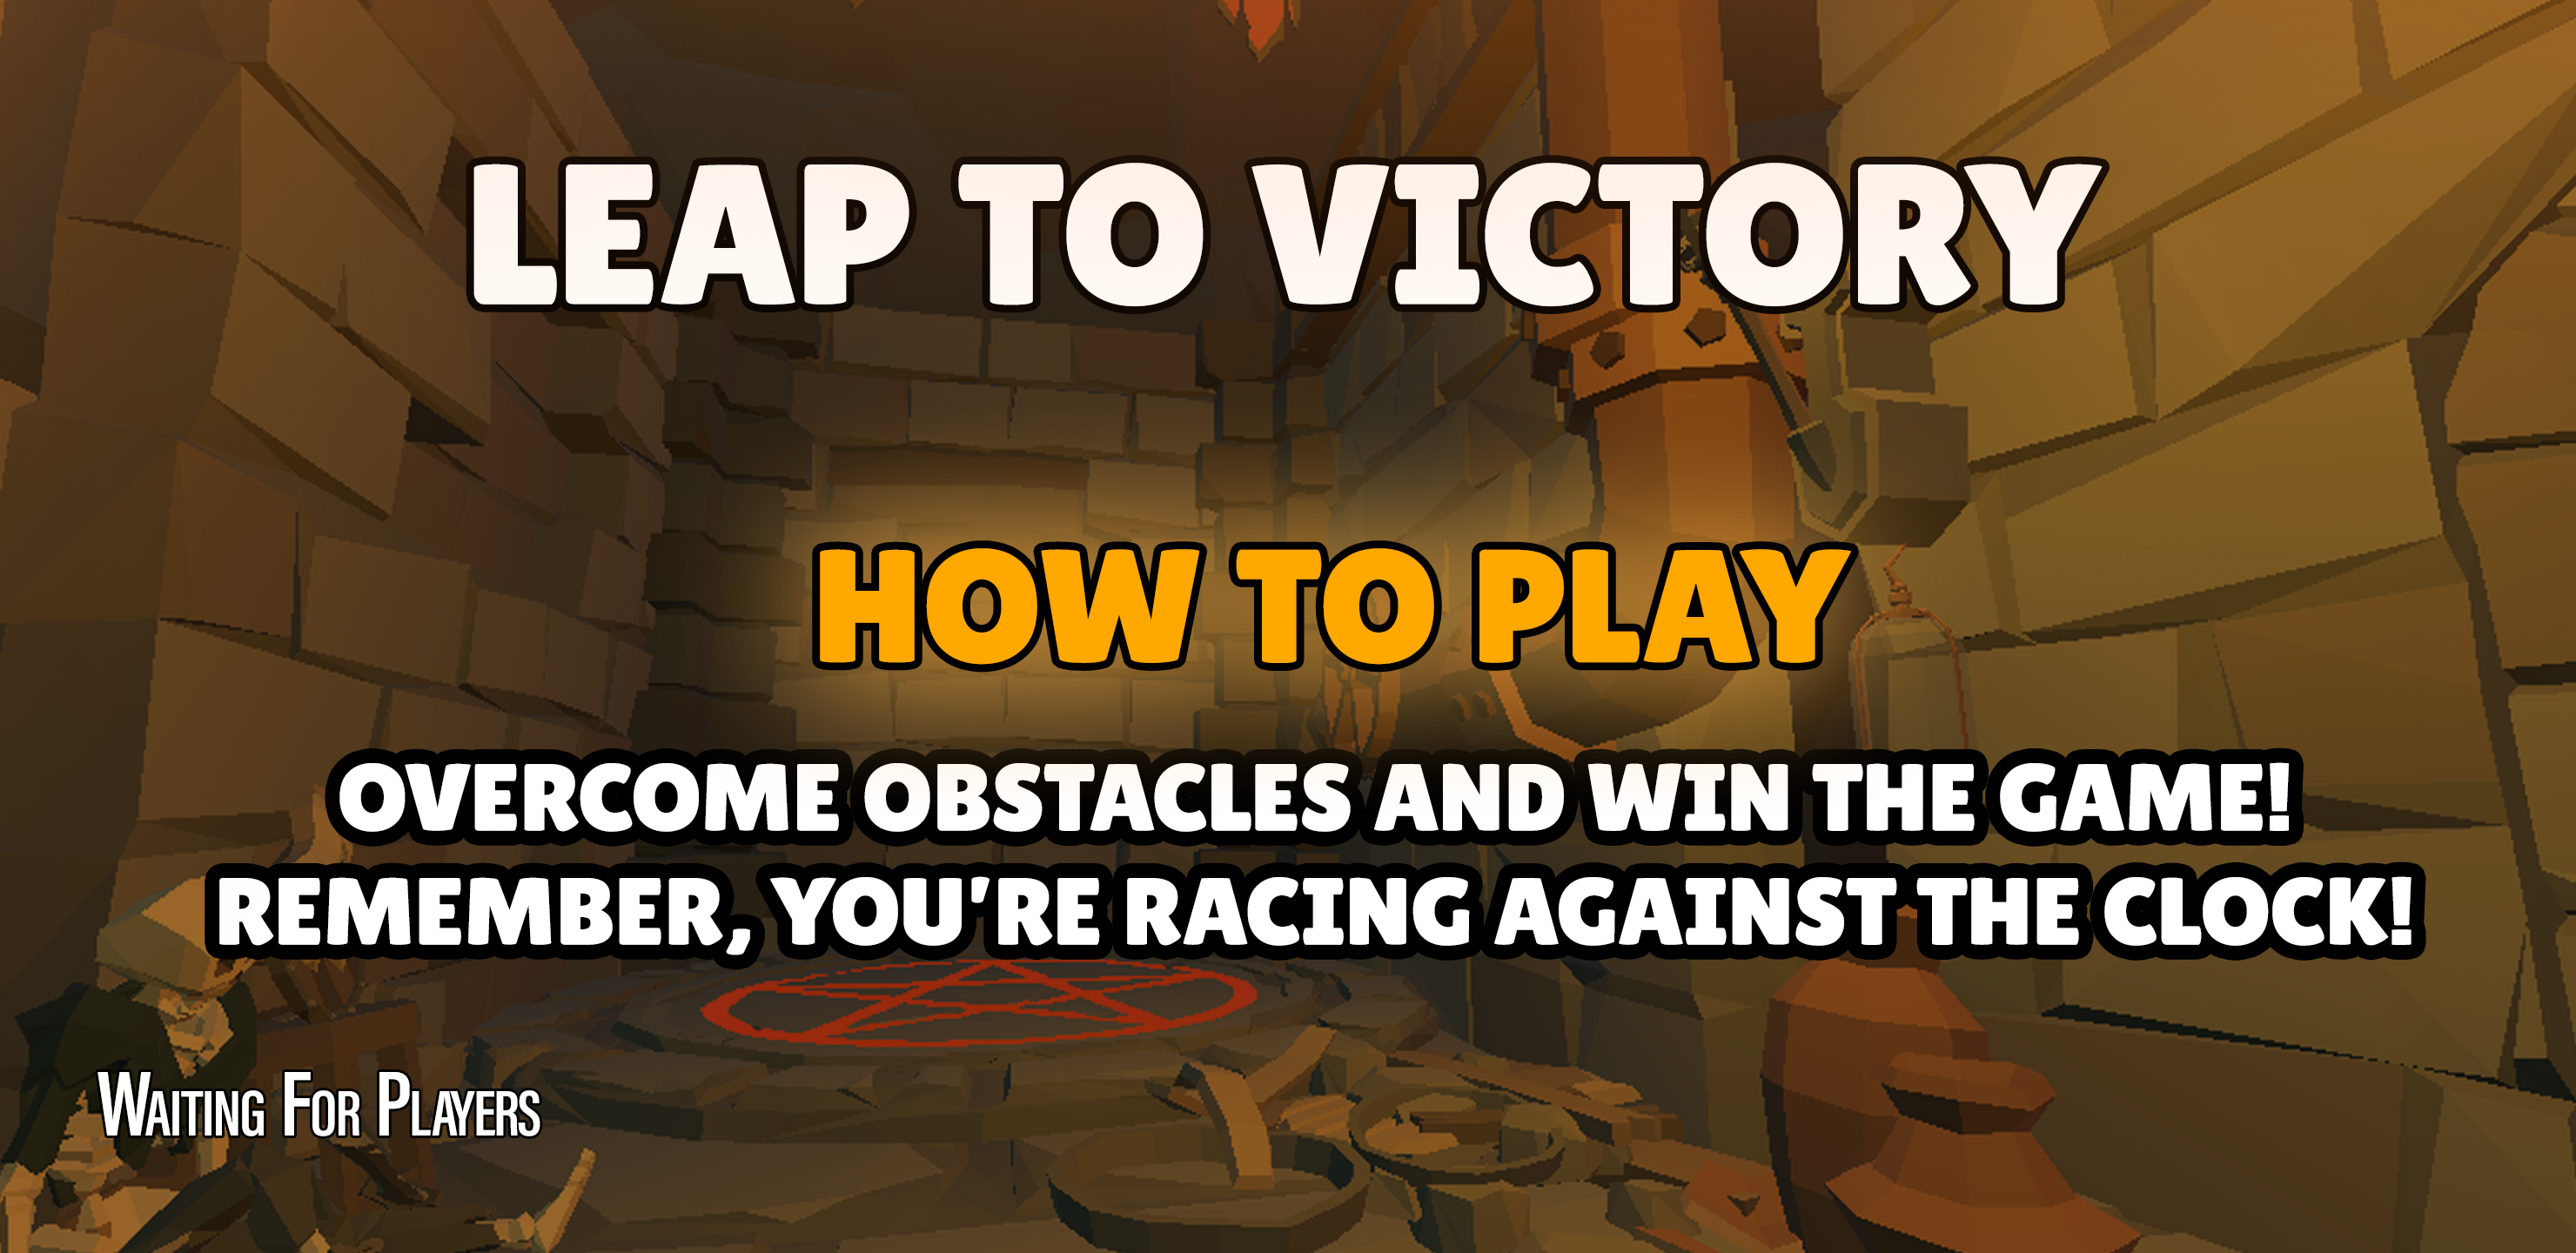 LEAP TO VICTORY
HOW TO PLAY
OVERCOME OBSTACLES AND WIN THE GAME!
REMEMBER, YOU'RE RACING AGAINST THE CLOCK!
WAITING FOR PLAYERS